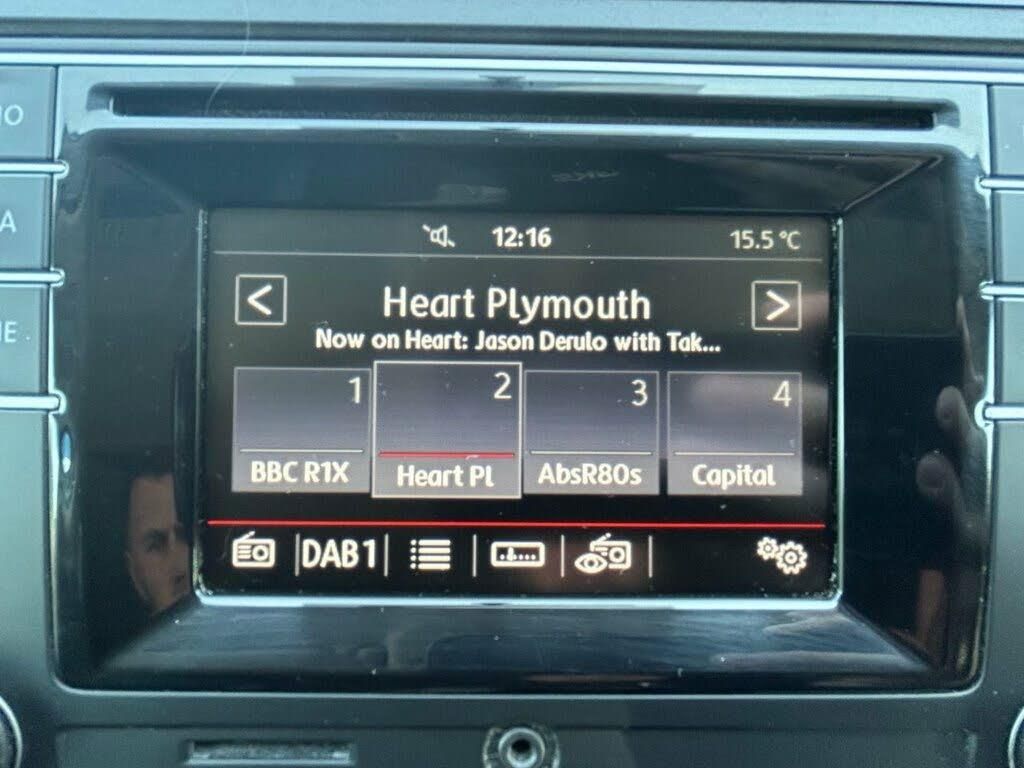 12:16 15.5 °C
< Heart Plymouth >
Now on Heart: Jason Derulo with Tak...
1 2 3 4
BBC R1X Heart Pl AbsR80s Capital
DAB1